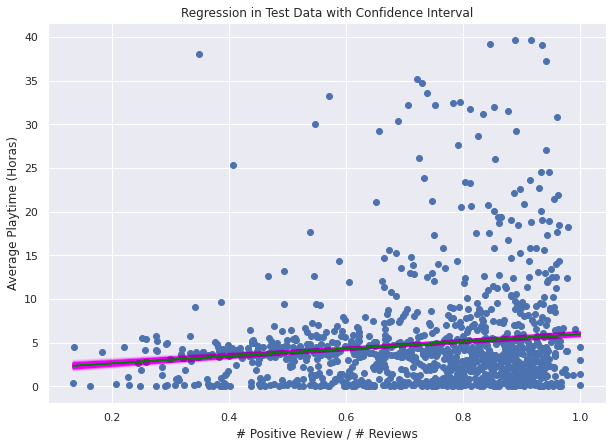 Regression in Test Data with Confidence Interval
Average Playtime (Horas)
40
35
30
25
20
15
10
5
0
0.2 0.4 0.6 0.8 1.0
# Positive Review / # Reviews